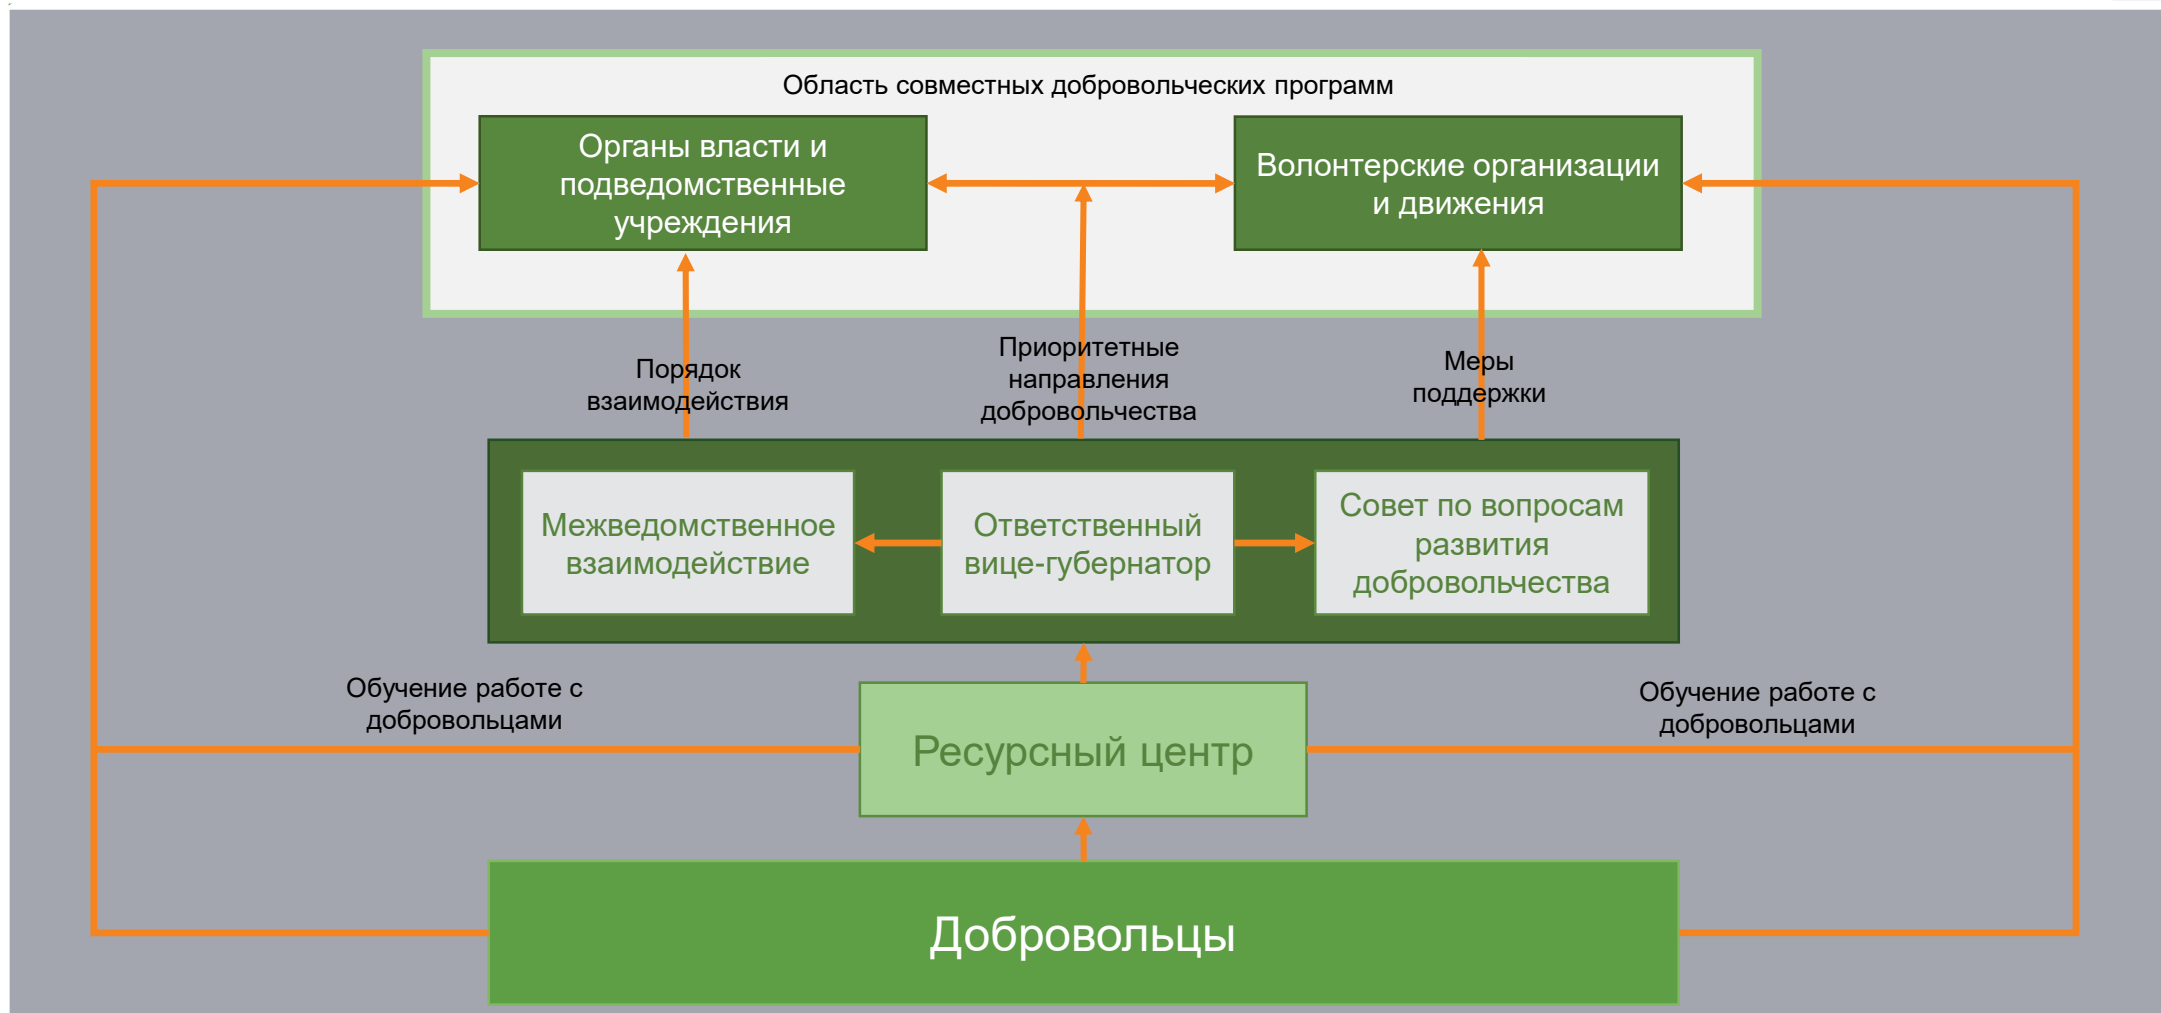 Область совместных добровольческих программ
Органы власти и
подведомственные
учреждения
Волонтерские организации
и движения
Порядок
взаимодействия
Приоритетные
направления
добровольчества
Меры
поддержки
Межведомственное
взаимодействие
Ответственный
вице-губернатор
Совет по вопросам
развития
добровольчества
Обучение работе с
добровольцами
Обучение работе с
добровольцами
Ресурсный центр
Добровольцы